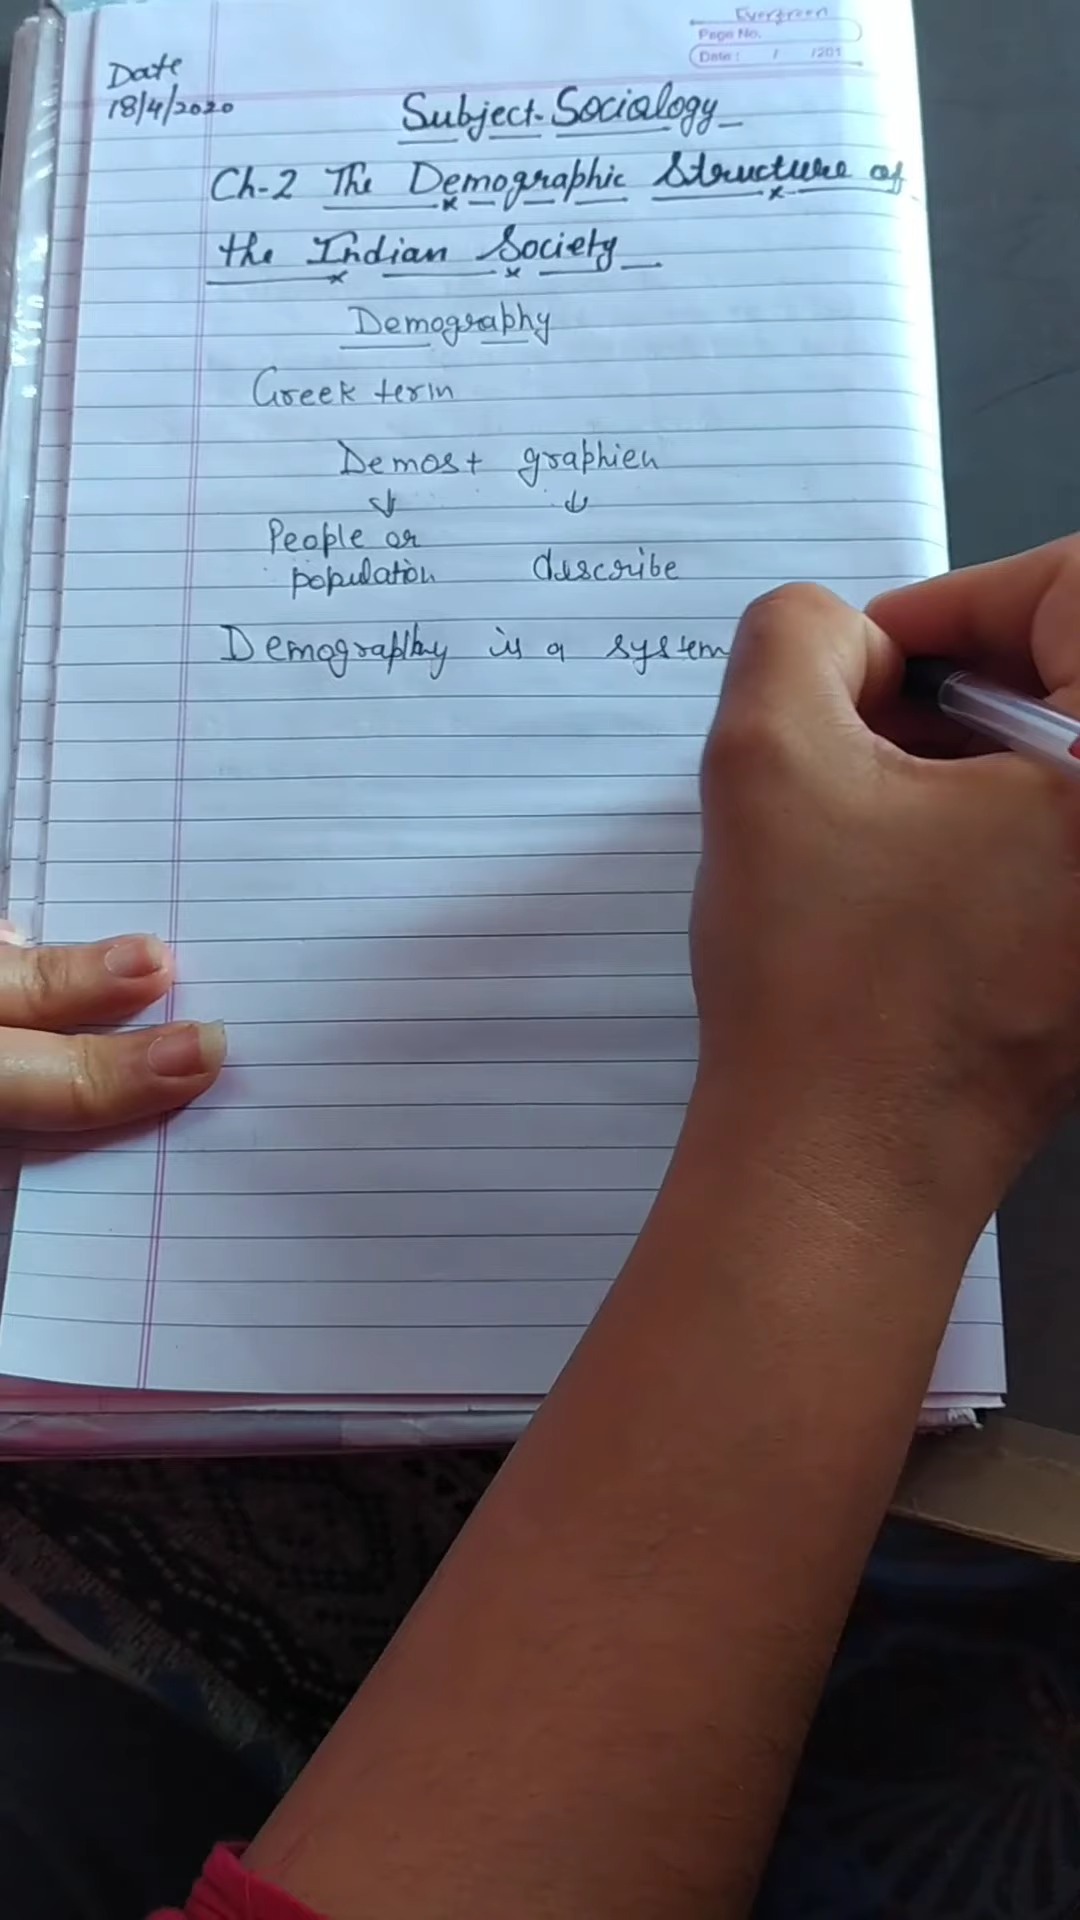 Evergreen
Page No.
Date : / /201
Date
18/4/2020
Subject-Sociology
Ch-2 The Demographic Structure of
the Indian Society
Demography
Greek term
Demos + graphien
People or
population describe
Demography is a system